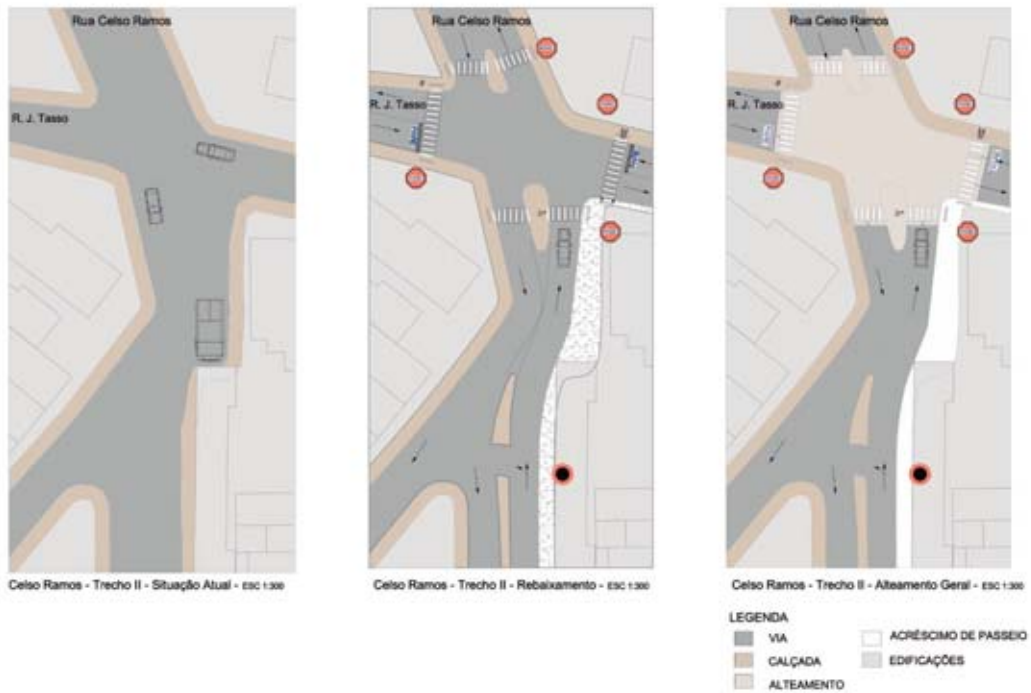 Rua Celso Ramos
R. J. Tasso
Celso Ramos - Trecho II - Situação Atual - ESC 1:300
Rua Celso Ramos
R. J. Tasso
Celso Ramos - Trecho II - Rebaixamento - ESC 1:300
Rua Celso Ramos
R. J. Tasso
Celso Ramos - Trecho II - Alteamento Geral - ESC 1:300
LEGENDA
VIA
CALÇADA
ALTEAMENTO
ACRÉSCIMO DE PASSEIO
EDIFICAÇÕES